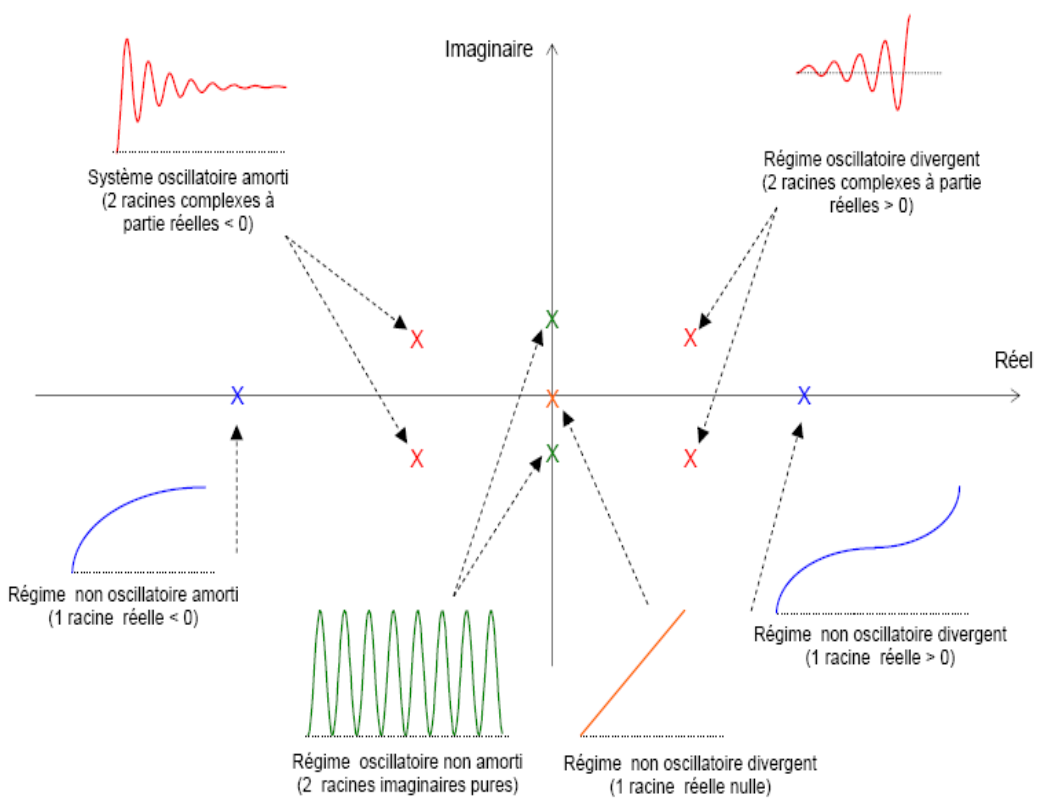 Imaginaire
Système oscillatoire amorti
(2 racines complexes à
partie réelles < 0)
Régime oscillatoire divergent
(2 racines complexes à partie
réelles > 0)
Réel
Régime non oscillatoire amorti
(1 racine réelle < 0)
Régime oscillatoire non amorti
(2 racines imaginaires pures)
Régime non oscillatoire divergent
(1 racine réelle nulle)
Régime non oscillatoire divergent
(1 racine réelle > 0)